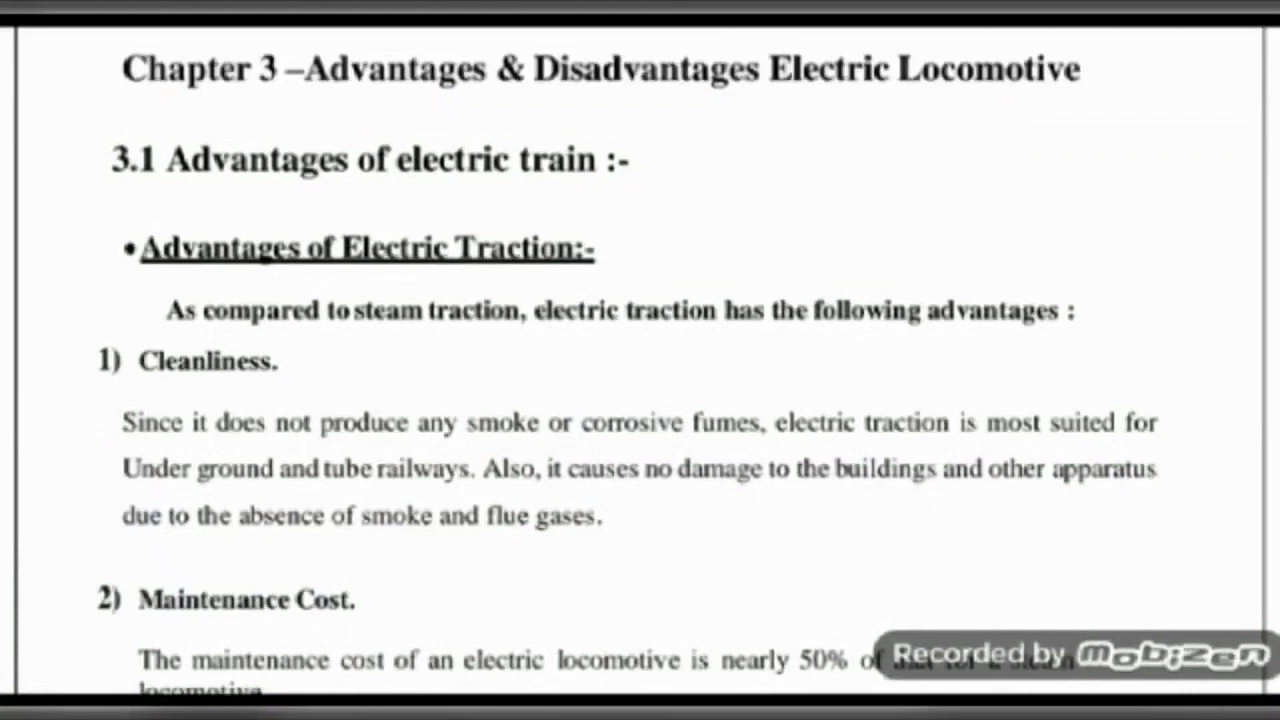 Chapter 3 –Advantages & Disadvantages Electric Locomotive
3.1 Advantages of electric train :-
•Advantages of Electric Traction:-
As compared to steam traction, electric traction has the following advantages :
1) Cleanliness.
Since it does not produce any smoke or corrosive fumes, electric traction is most suited for
Under ground and tube railways. Also, it causes no damage to the buildings and other apparatus
due to the absence of smoke and flue gases.
2) Maintenance Cost.
The maintenance cost of an electric locomotive is nearly 50%
Recorded by mobizen
locomotive